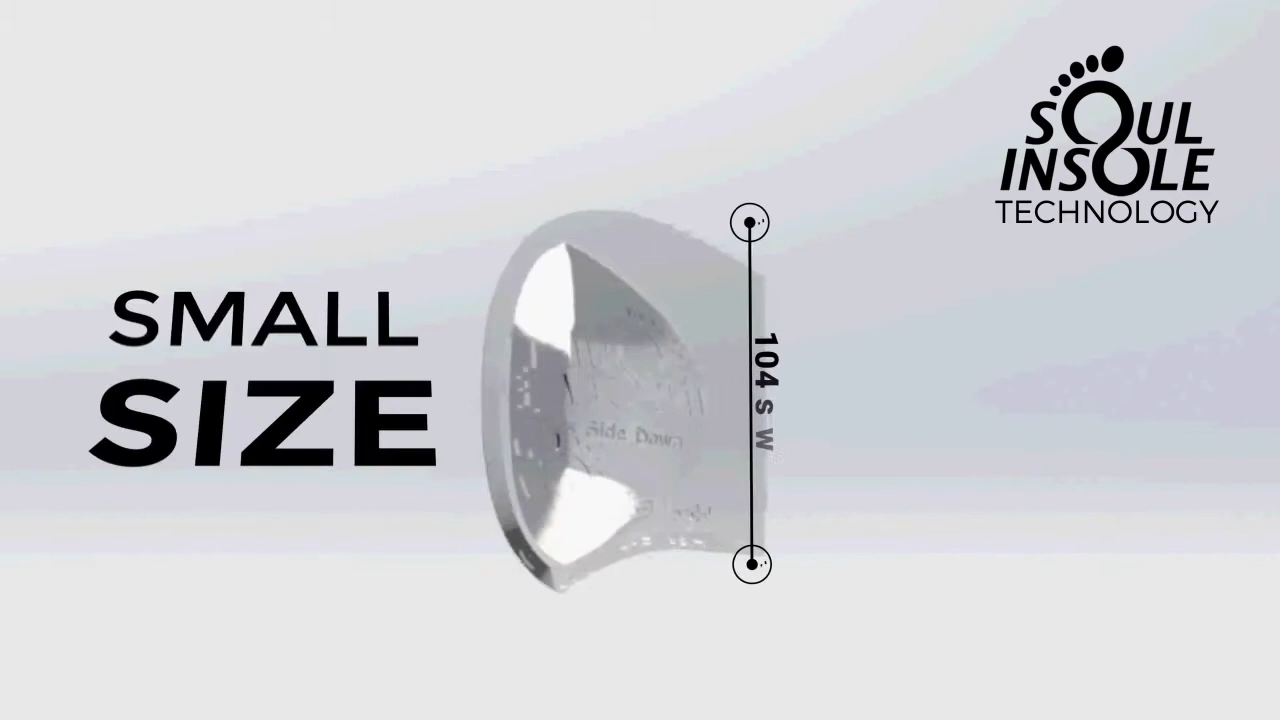 SOUL
INSOLE
TECHNOLOGY
SMALL
SIZE
104 S W
Side Down